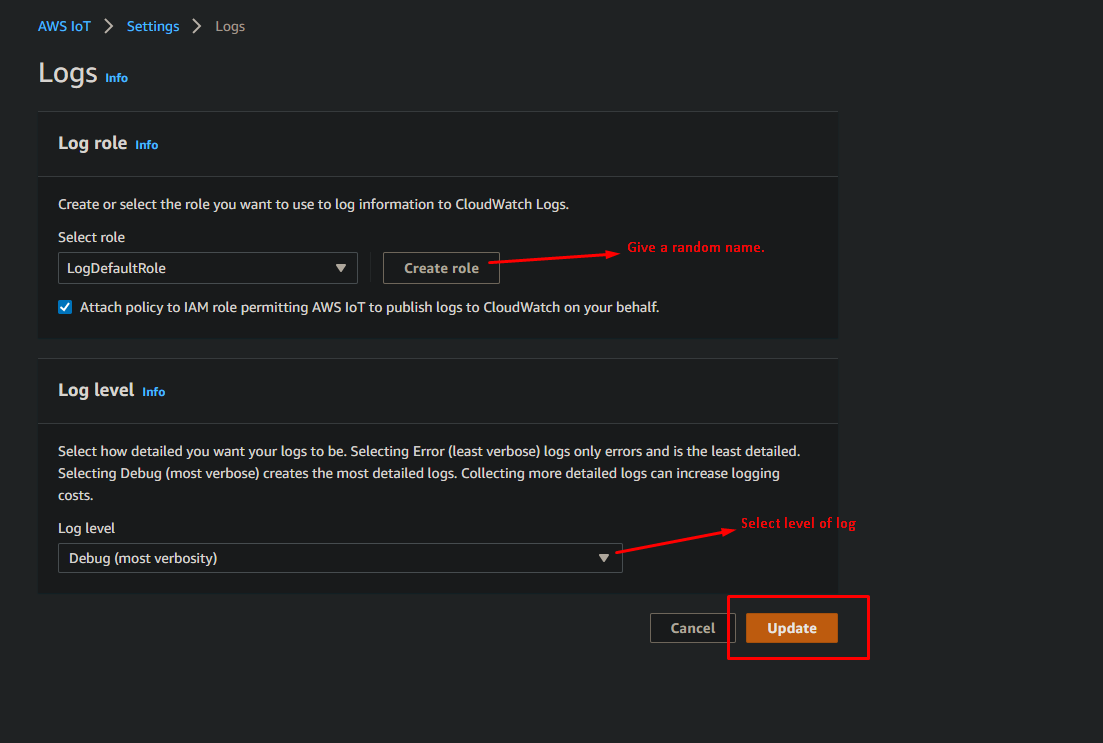 AWS IoT > Settings > Logs
Logs Info
Log role Info
Create or select the role you want to use to log information to CloudWatch Logs.
Select role
Give a random name.
LogDefaultRole
Create role
Attach policy to IAM role permitting AWS IoT to publish logs to CloudWatch on your behalf.
Log level Info
Select how detailed you want your logs to be. Selecting Error (least verbose) logs only errors and is the least detailed.
Selecting Debug (most verbose) creates the most detailed logs. Collecting more detailed logs can increase logging
costs.
Log level
Select level of log
Debug (most verbosity)
Cancel
Update